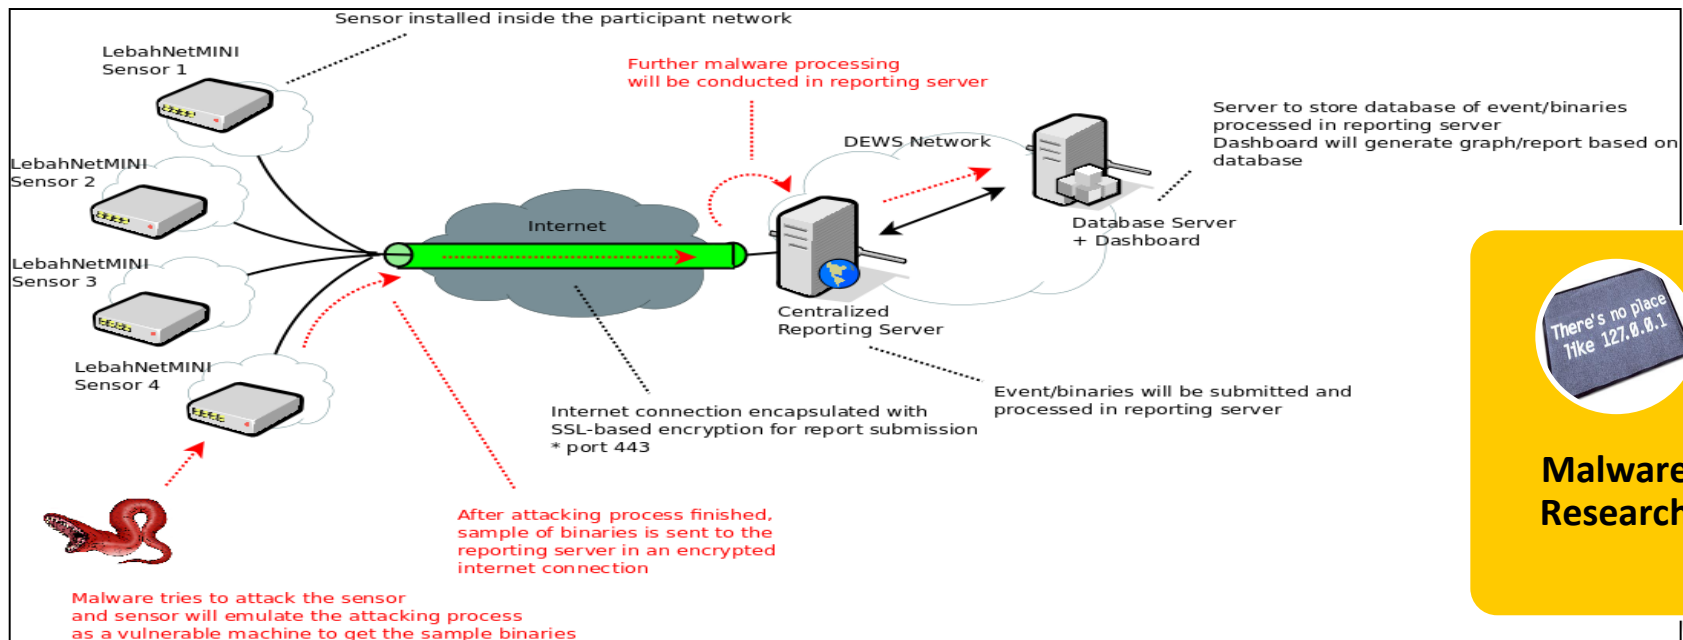 Sensor installed inside the participant network
LebahNetMINI
Sensor 1
Further malware processing
will be conducted in reporting server
Server to store database of event/binaries
processed in reporting server
Dashboard will generate graph/report based on
database
DEWS Network
LebahNetMINI
Sensor 2
Internet
Database Server
+ Dashboard
LebahNetMINI
Sensor 3
Centralized
Reporting Server
There's no place
like 127.0.0.1
LebahNetMINI
Sensor 4
Event/binaries will be submitted and
processed in reporting server
Internet connection encapsulated with
SSL-based encryption for report submission
* port 443
Malware
Research
After attacking process finished,
sample of binaries is sent to the
reporting server in an encrypted
internet connection
Malware tries to attack the sensor
and sensor will emulate the attacking process
as a vulnerable machine to get the sample binaries